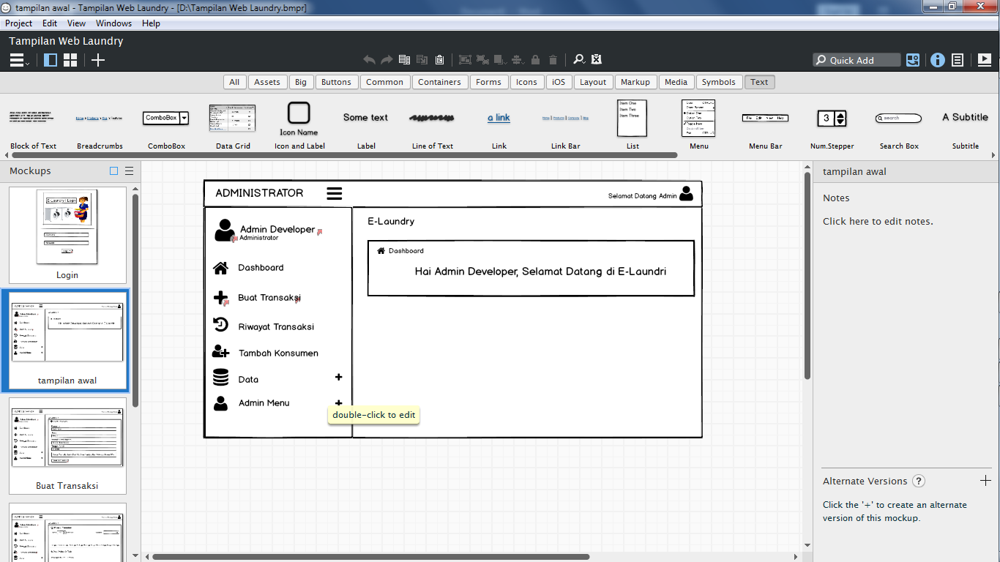 tampilan awal - Tampilan Web Laundry - [D:\Tampilan Web Laundry.bmpr]
Project Edit View Windows Help
Tampilan Web Laundry
Quick Add
All Assets Big Buttons Common Containers Forms Icons iOS Layout Markup Media Symbols Text
ComboBox
Icon Name
Some text
a link
Item One
Item Two
Item Three
3
search
A Subtitle
File Edit View Help
Block of Text Breadcrumbs ComboBox Data Grid Icon and Label Label Line of Text Link Link Bar List Menu Menu Bar Num.Stepper Search Box Subtitle
Mockups
E-Laundry | Login
Login
tampilan awal
Buat Transaksi
ADMINISTRATOR
Selamat Datang Admin
Admin Developer
Administrator
Dashboard
Buat Transaksi
Riwayat Transaksi
Tambah Konsumen
Data +
Admin Menu +
double-click to edit
E-Laundry
Dashboard
Hai Admin Developer, Selamat Datang di E-Laundri
tampilan awal
Notes
Click here to edit notes.
Alternate Versions ?
Click the '+' to create an alternate
version of this mockup.